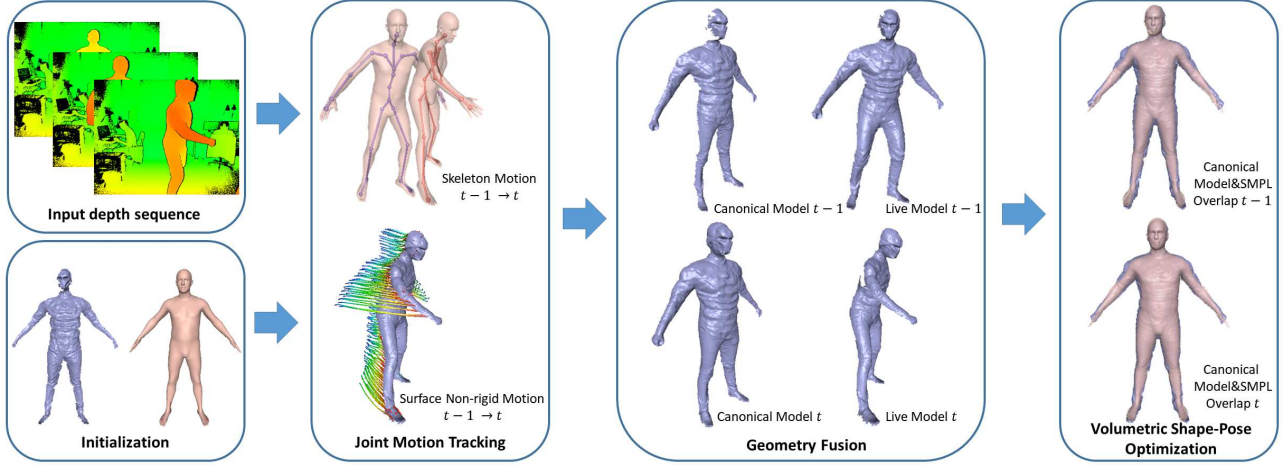 Input depth sequence
Initialization
Skeleton Motion
t − 1 → t
Surface Non-rigid Motion
t − 1 → t
Joint Motion Tracking
Canonical Model t − 1
Live Model t − 1
Canonical Model t
Live Model t
Geometry Fusion
Canonical
Model&SMPL
Overlap t − 1
Canonical
Model&SMPL
Overlap t
Volumetric Shape-Pose
Optimization